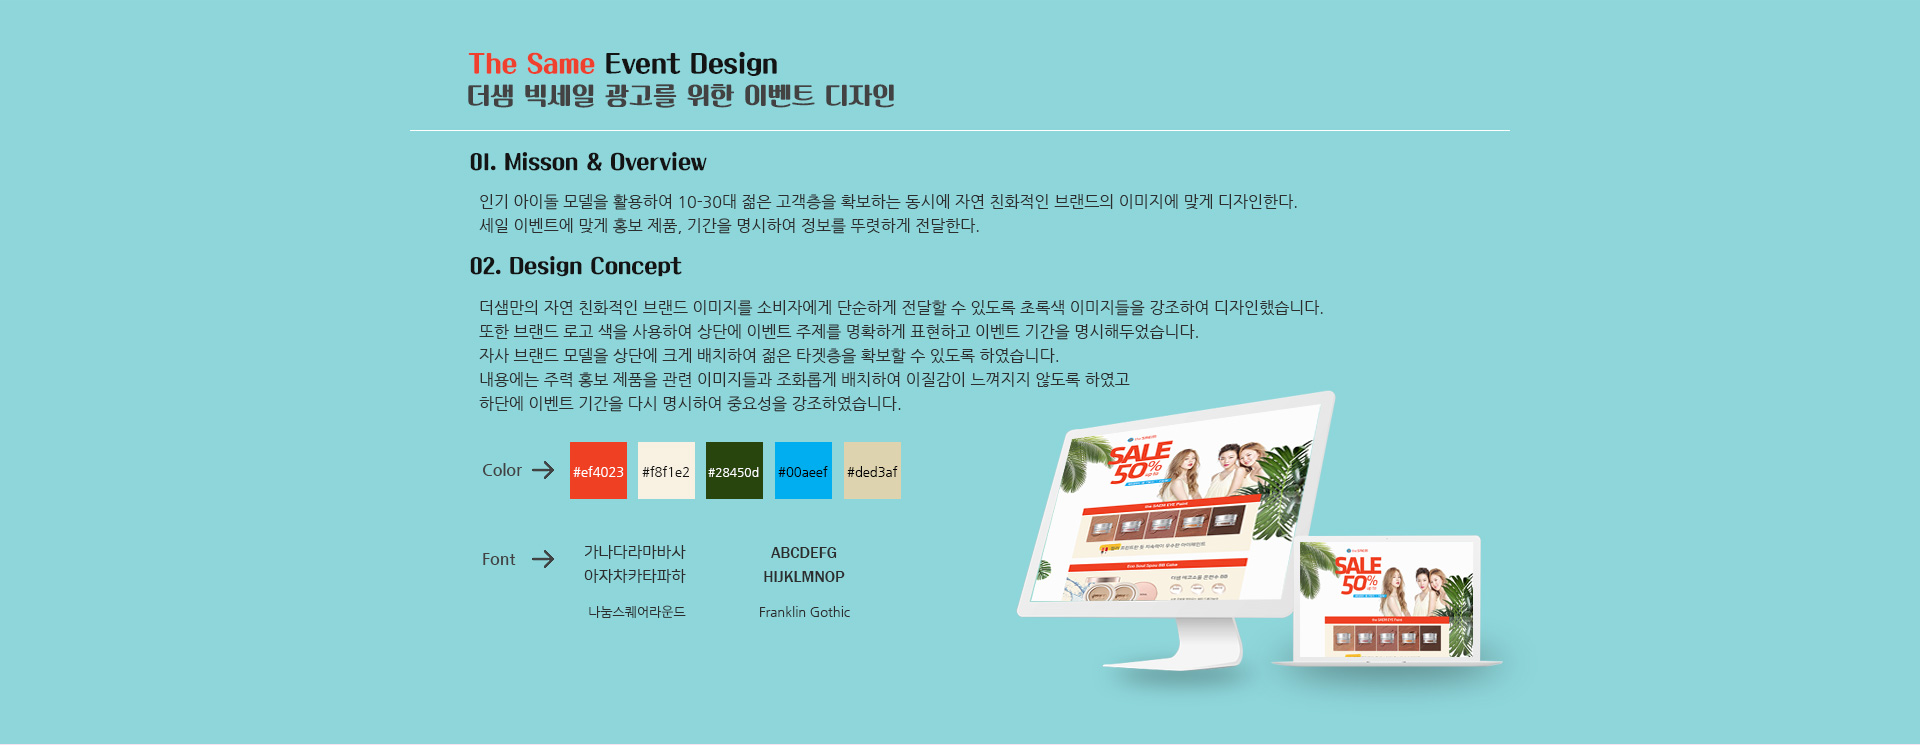 The Same Event Design
더샘 빅세일 광고를 위한 이벤트 디자인
01. Misson & Overview
인기 아이돌 모델을 활용하여 10-30대 젊은 고객층을 확보하는 동시에 자연 친화적인 브랜드의 이미지에 맞게 디자인한다.
세일 이벤트에 맞게 홍보 제품, 기간을 명시하여 정보를 뚜렷하게 전달한다.
02. Design Concept
더샘만의 자연 친화적인 브랜드 이미지를 소비자에게 단순하게 전달할 수 있도록 초록색 이미지들을 강조하여 디자인했습니다.
또한 브랜드 로고 색을 사용하여 상단에 이벤트 주제를 명확하게 표현하고 이벤트 기간을 명시해두었습니다.
자사 브랜드 모델을 상단에 크게 배치하여 젊은 타겟층을 확보할 수 있도록 하였습니다.
내용에는 주력 홍보 제품을 관련 이미지들과 조화롭게 배치하여 이질감이 느껴지지 않도록 하였고
하단에 이벤트 기간을 다시 명시하여 중요성을 강조하였습니다.
Color
#ef4023 #f8f1e2 #28450d #00aeef #ded3af
Font
가나다라마바사
아자차카타파하
나눔스퀘어라운드
ABCDEFG
HIJKLMNOP
Franklin Gothic
the SAEM
SALE
50%
the SAEM EYE Paint
Eco Soul Spau BB Cake
the SAEM
SALE
50%
the SAEM EYE Paint